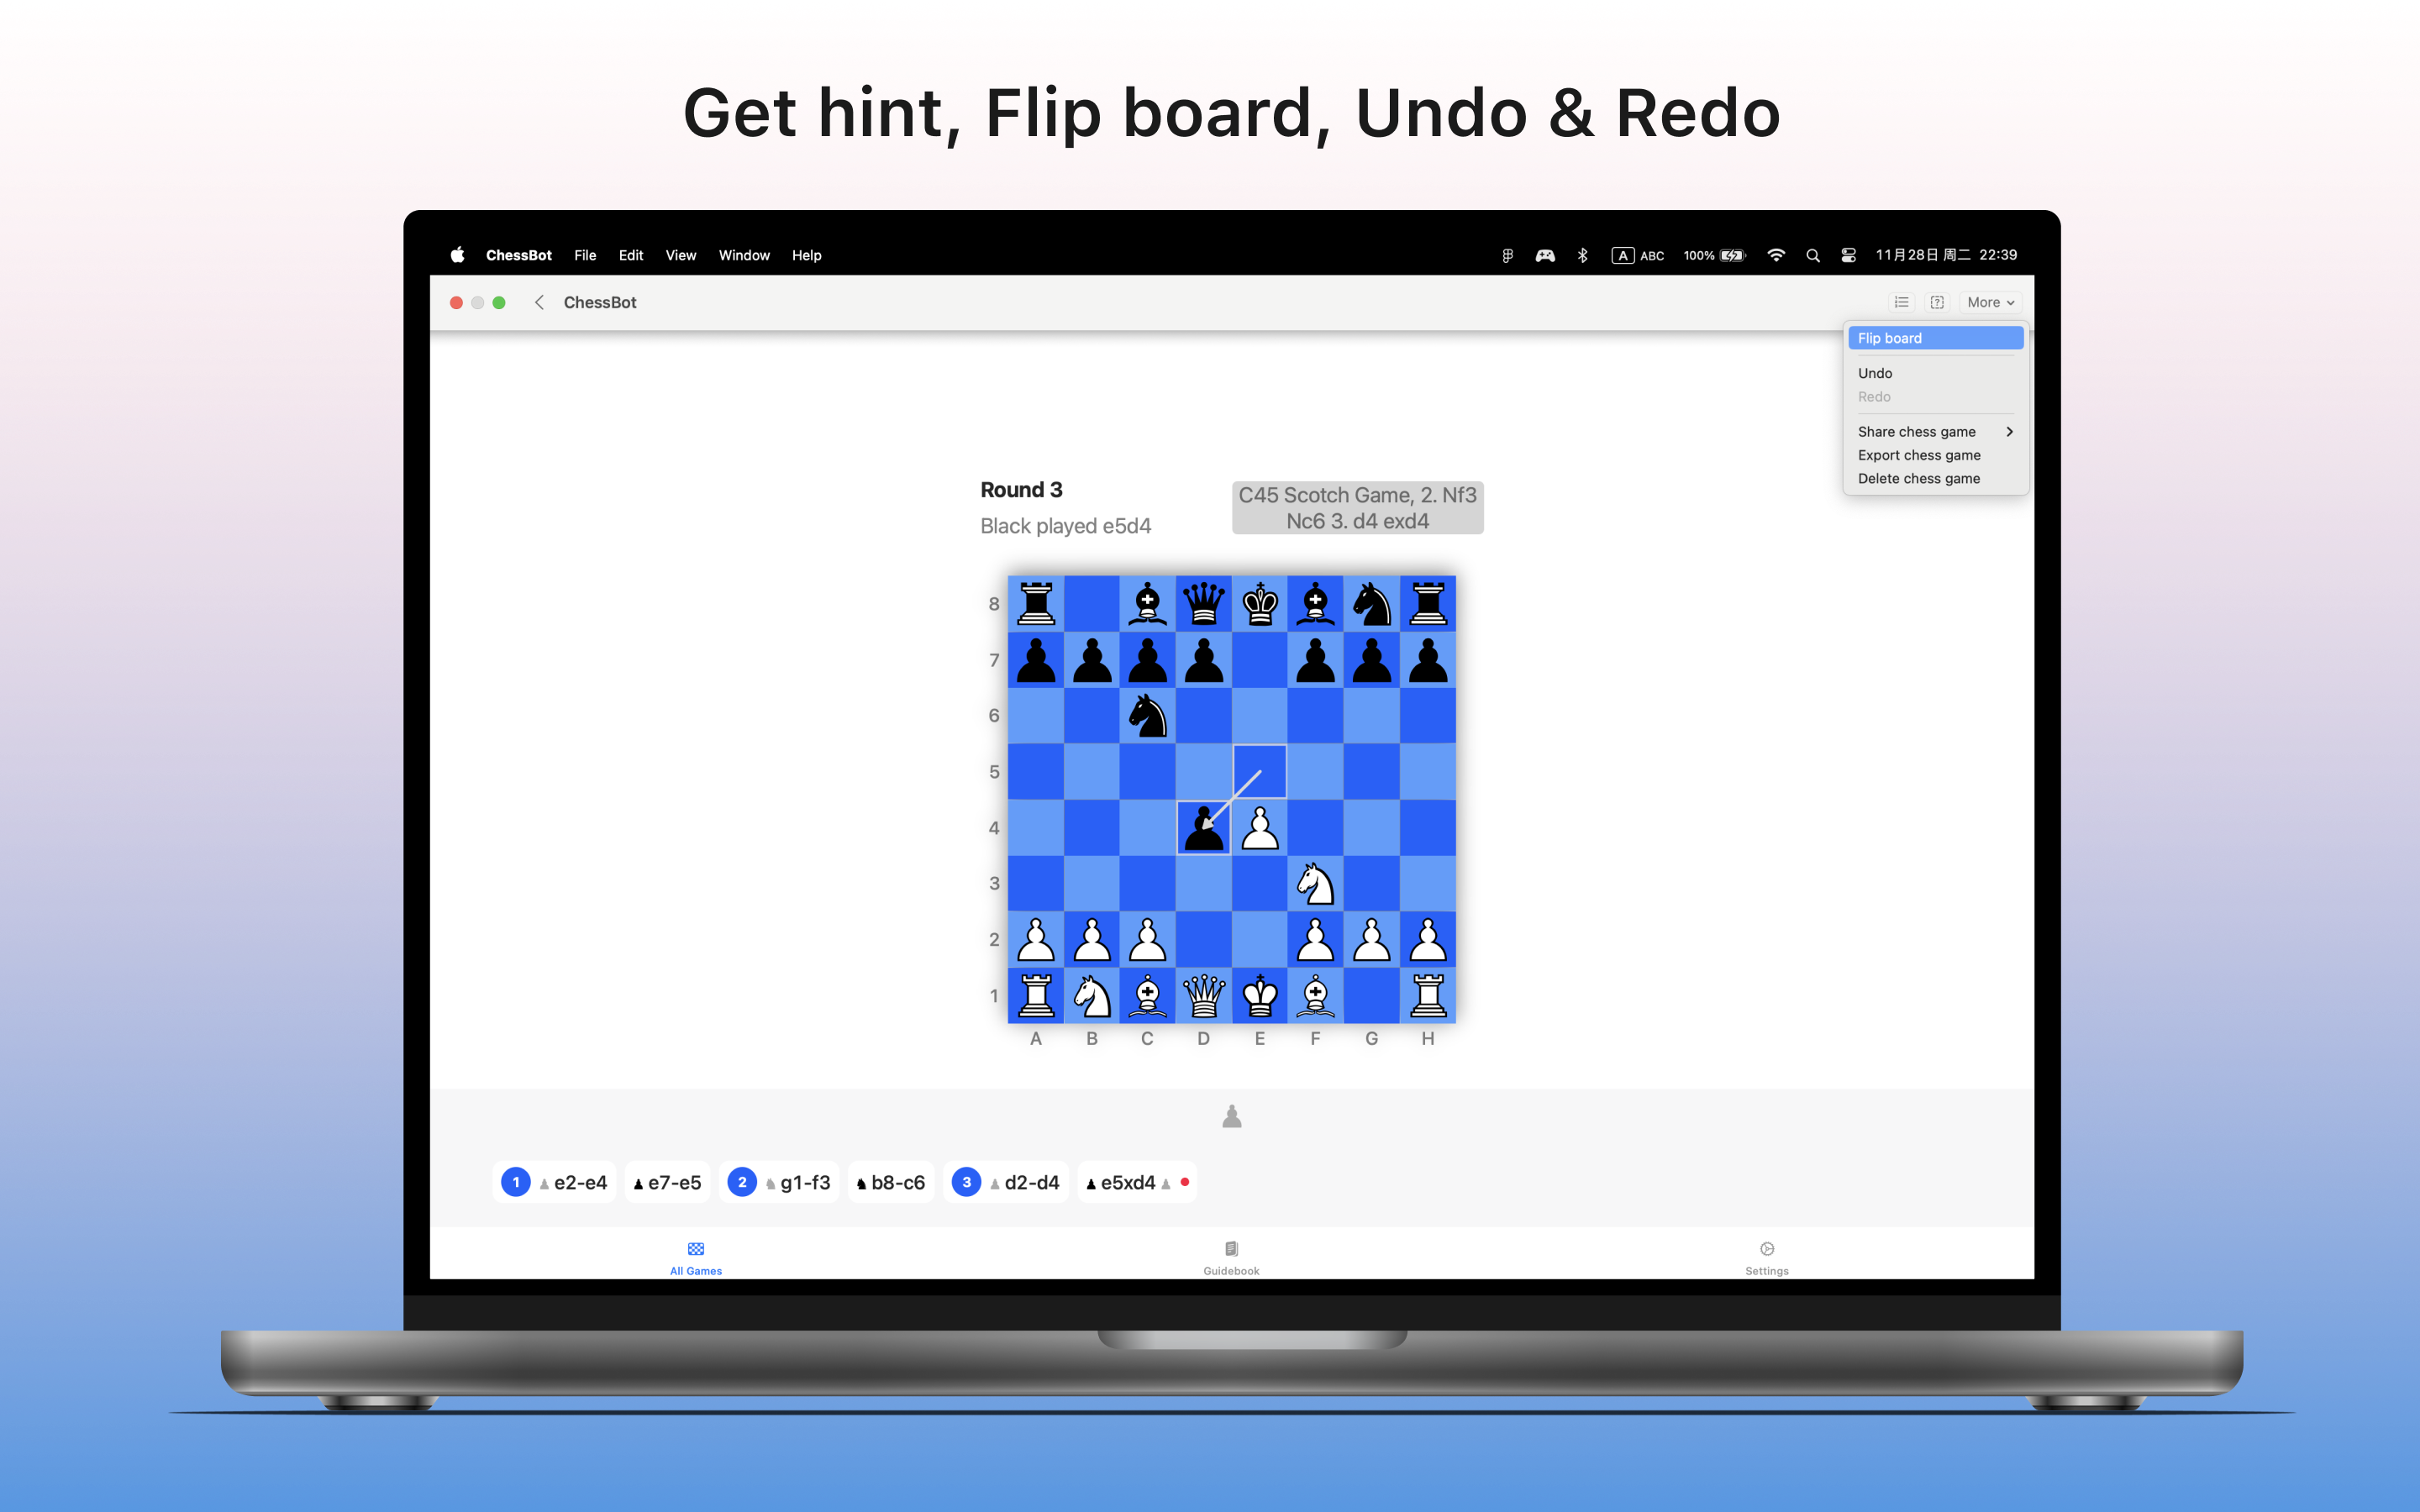 Get hint, Flip board, Undo & Redo
ChessBot File Edit View Window Help
A ABC 100% 11月28日 周二 22:39
ChessBot
More
Flip board
Undo
Redo
Share chess game
Export chess game
Delete chess game
Round 3
Black played e5d4
C45 Scotch Game, 2. Nf3
Nc6 3. d4 exd4
8
7
6
5
4
3
2
1
A B C D E F G H
1 e2-e4 e7-e5 2 g1-f3 b8-c6 3 d2-d4 e5xd4
All Games Guidebook Settings